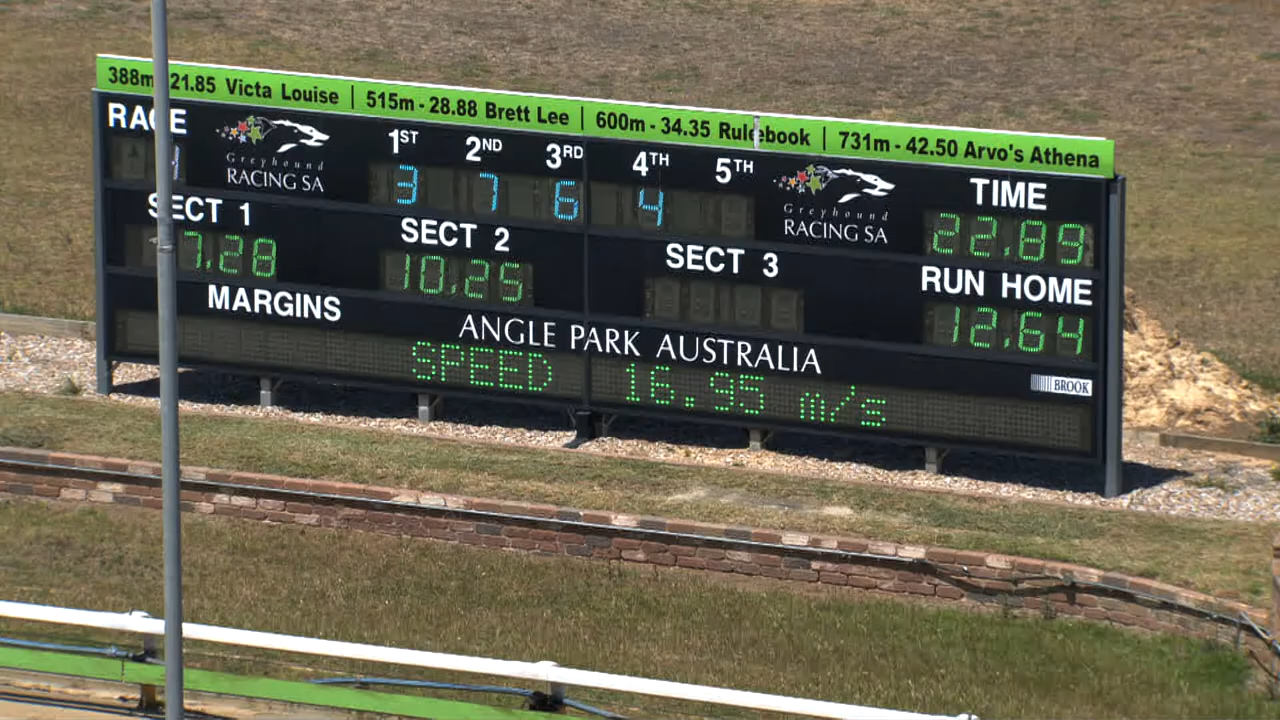 388m 21.85 Victa Louise | 515m - 28.88 Brett Lee | 600m - 34.35 Rulebook | 731m - 42.50 Arvo's Athena
RACE
Greyhound
RACING SA
1ST 2ND 3RD 4TH 5TH
3 7 6 4
Greyhound
RACING SA
TIME
22.89
SECT 1
7.28
SECT 2
10.25
SECT 3
RUN HOME
12.64
MARGINS
ANGLE PARK AUSTRALIA
SPEED 16.95 m/s
BROOK